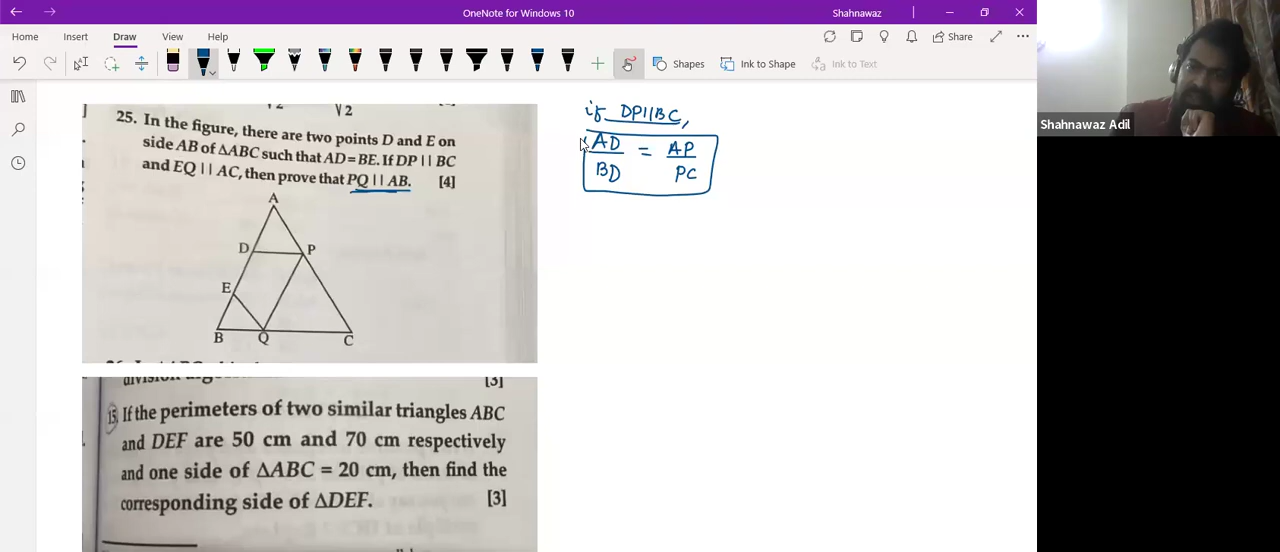 OneNote for Windows 10
Shahnawaz
Home Insert Draw View Help
Share
Shapes
Ink to Shape
Ink to Text
Shahnawaz Adil
√2
25. In the figure, there are two points D and E on
side AB of ΔABC such that AD = BE. If DP || BC
and EQ || AC, then prove that PQ || AB. [4]
A
D P
E
B Q C
if DP||BC,
AD/BD = AP/PC
[3]
15. If the perimeters of two similar triangles ABC
and DEF are 50 cm and 70 cm respectively
and one side of ΔABC = 20 cm, then find the
corresponding side of ΔDEF. [3]